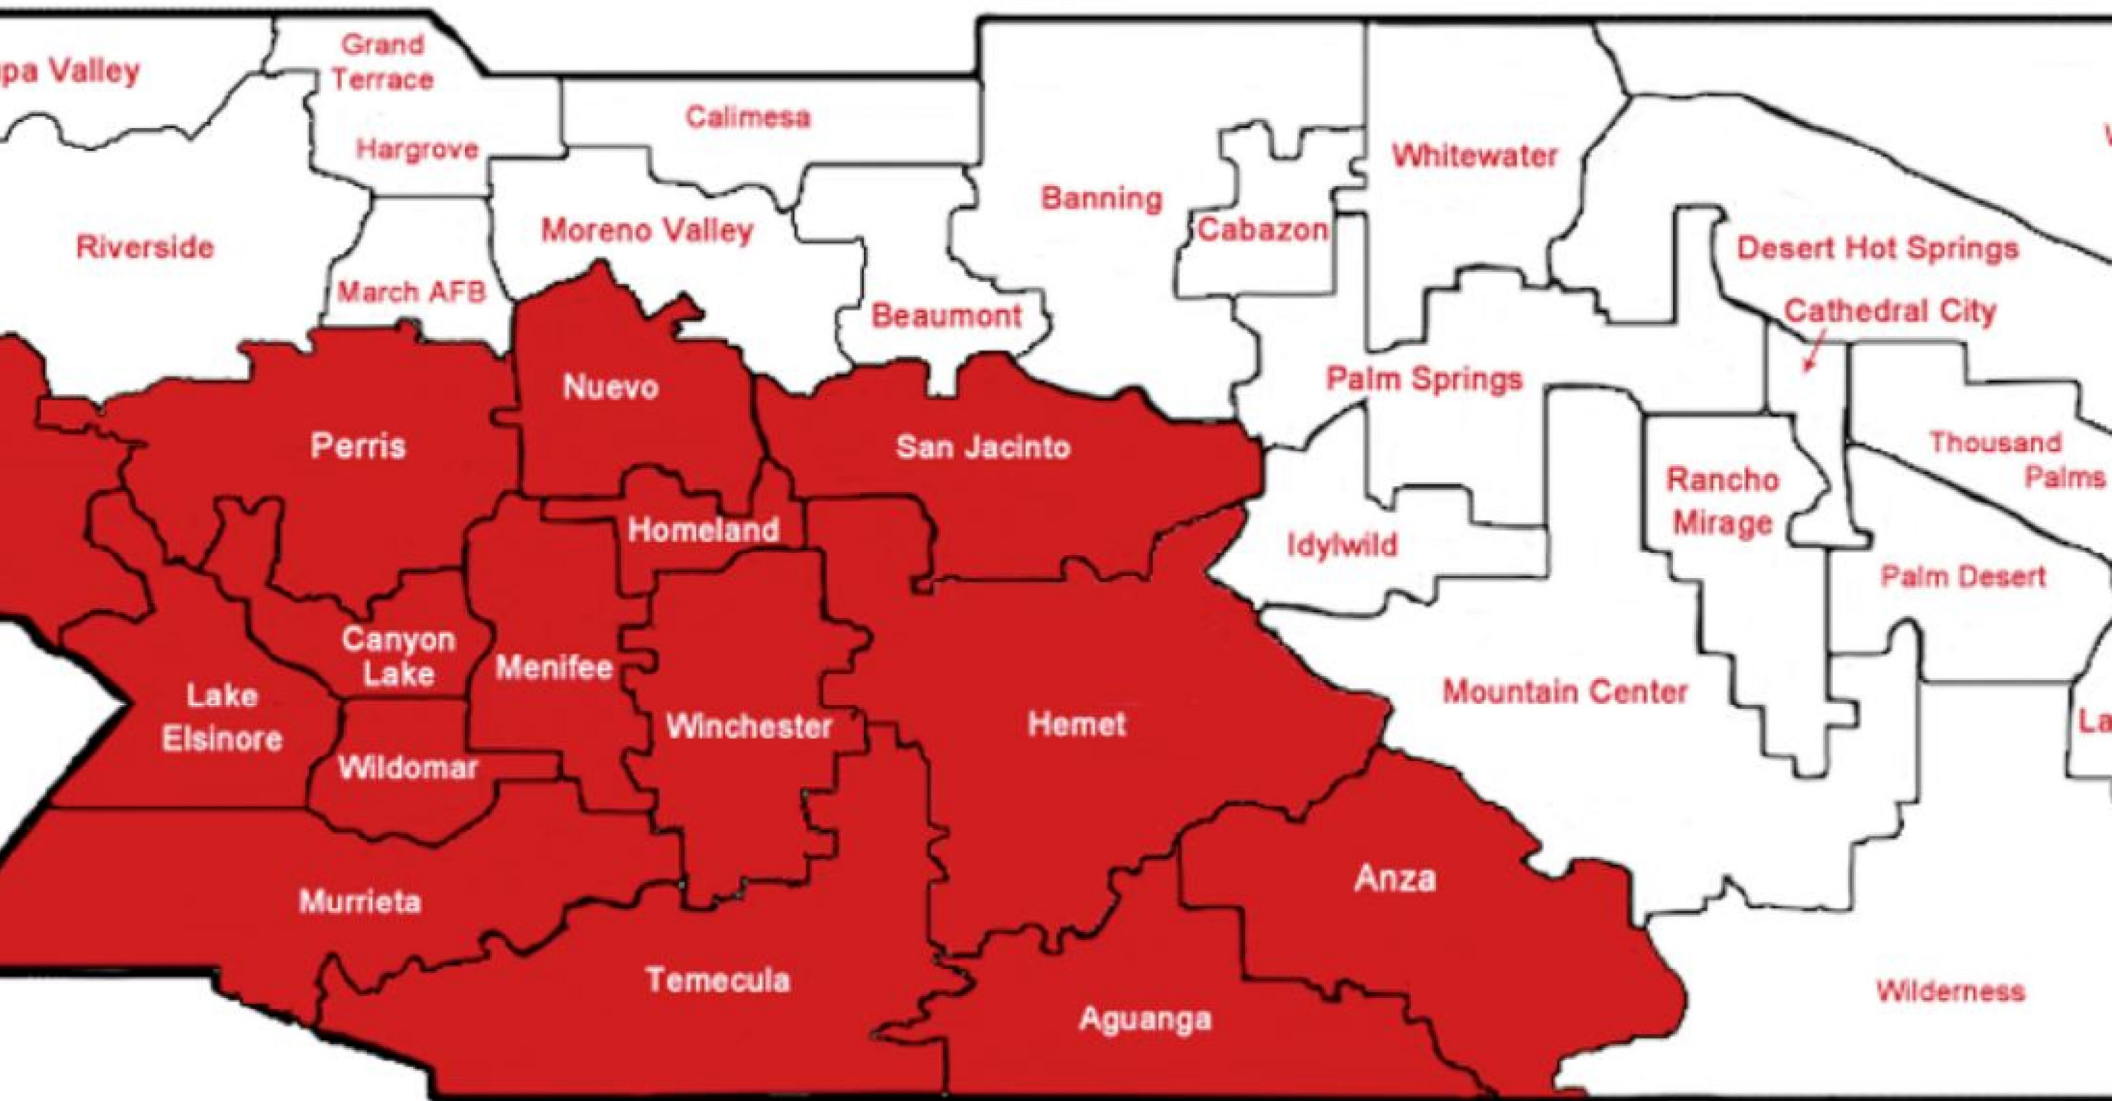 Grand
Terrace
pa Valley
Calimesa
Hargrove
Whitewater
Banning
Moreno Valley
Cabazon
Riverside
Desert Hot Springs
March AFB
Cathedral City
Beaumont
Palm Springs
Nuevo
Perris
San Jacinto
Thousand
Palms
Rancho
Mirage
Homeland
Idylwild
Palm Desert
Canyon
Lake
Menifee
Mountain Center
Lake
Elsinore
Winchester
Hemet
La
Wildomar
Anza
Murrieta
Temecula
Wilderness
Aguanga